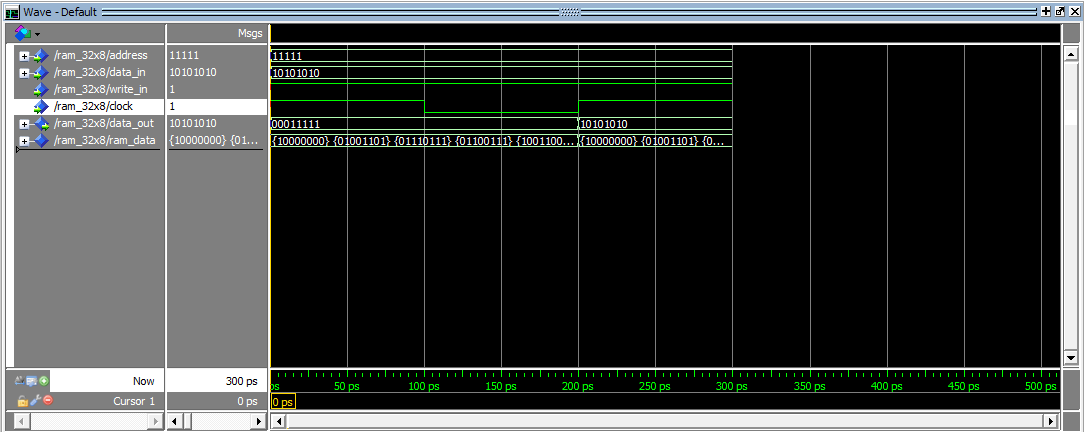 Wave - Default
Msgs
/ram_32x8/address 11111 11111
/ram_32x8/data_in 10101010 10101010
/ram_32x8/write_in 1
/ram_32x8/clock 1
/ram_32x8/data_out 10101010 00011111 10101010
/ram_32x8/ram_data {10000000} {01... {10000000} {01001101} {01110111} {01100111} {1001100... {10000000} {01001101} {0...
Now 300 ps ps 50 ps 100 ps 150 ps 200 ps 250 ps 300 ps 350 ps 400 ps 450 ps 500 ps
Cursor 1 0 ps 0 ps